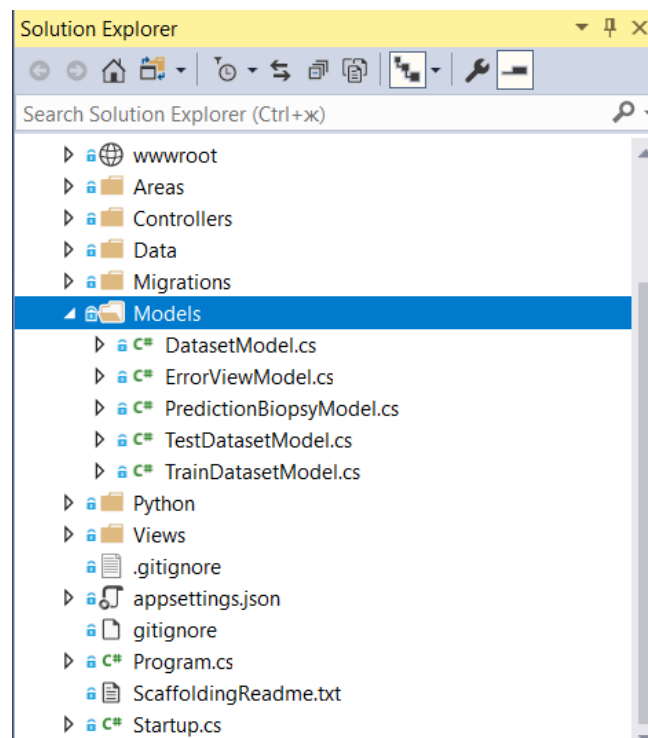 Solution Explorer
Search Solution Explorer (Ctrl+ж)
wwwroot
Areas
Controllers
Data
Migrations
Models
C# DatasetModel.cs
C# ErrorViewModel.cs
C# PredictionBiopsyModel.cs
C# TestDatasetModel.cs
C# TrainDatasetModel.cs
Python
Views
.gitignore
appsettings.json
gitignore
C# Program.cs
ScaffoldingReadme.txt
C# Startup.cs